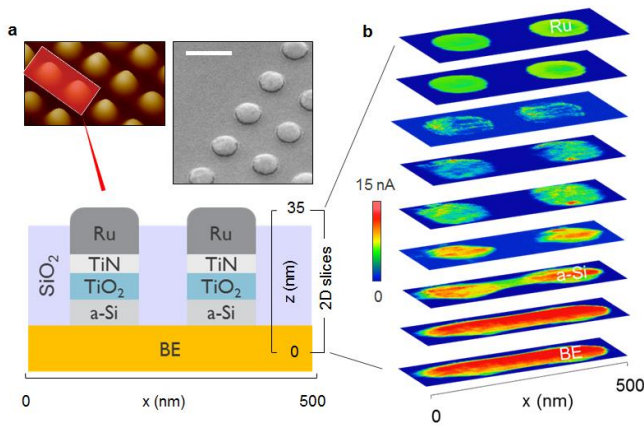 a
b
Ru
15 nA
0
a-Si
BE
0
500
x (nm)
SiO2
Ru
TiN
TiO2
a-Si
Ru
TiN
TiO2
a-Si
BE
35
z (nm)
0
2D slices
0
x (nm)
500